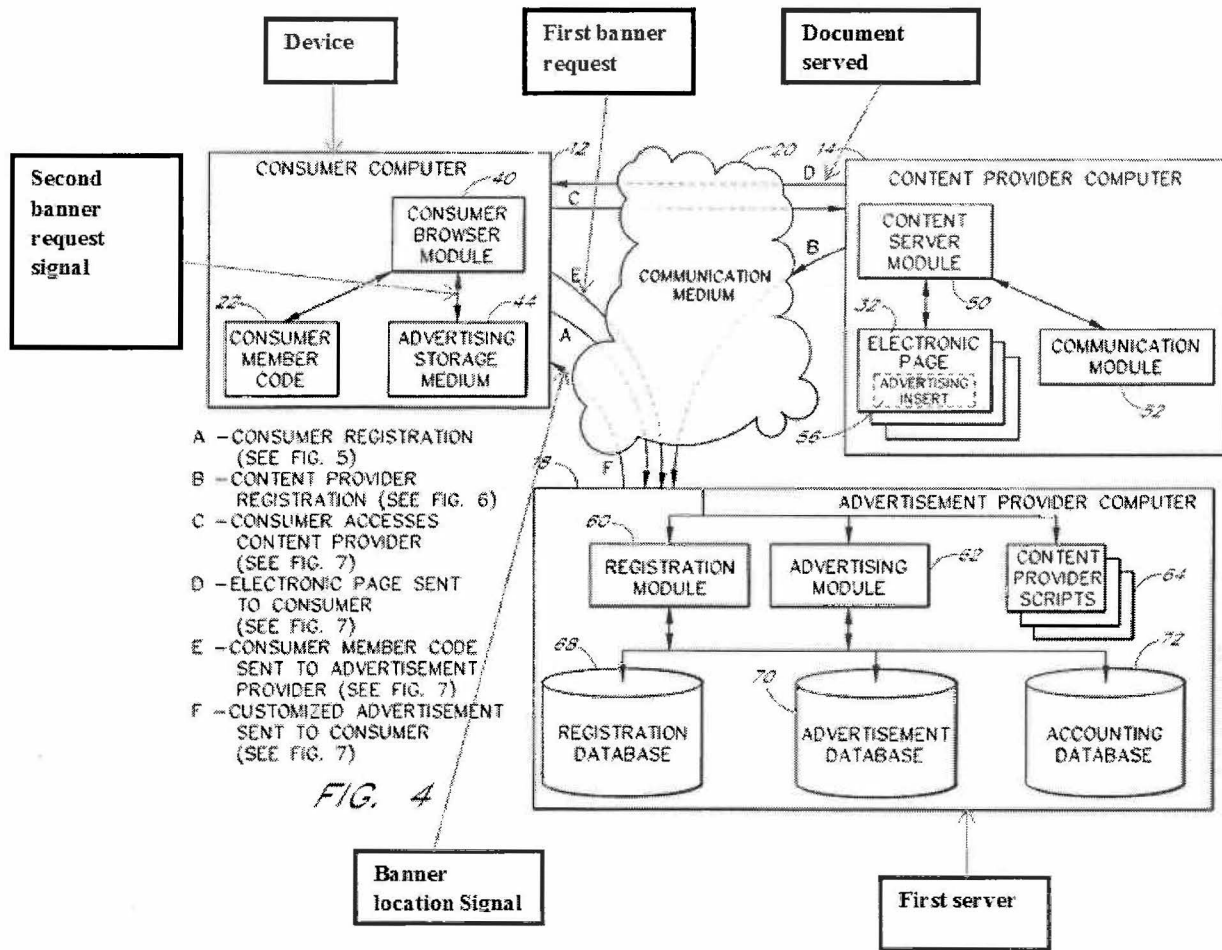 Device
First banner
request
Document
served
Second
banner
request
signal
CONSUMER COMPUTER
12
40
CONSUMER
BROWSER
MODULE
22
CONSUMER
MEMBER
CODE
44
ADVERTISING
STORAGE
MEDIUM
20
D
C
B
E
A
F
COMMUNICATION
MEDIUM
14
CONTENT PROVIDER COMPUTER
CONTENT
SERVER
MODULE
50
32
ELECTRONIC
PAGE
ADVERTISING
INSERT
56
COMMUNICATION
MODULE
52
A - CONSUMER REGISTRATION
(SEE FIG. 5)
B - CONTENT PROVIDER
REGISTRATION (SEE FIG. 6)
C - CONSUMER ACCESSES
CONTENT PROVIDER
(SEE FIG. 7)
D - ELECTRONIC PAGE SENT
TO CONSUMER
(SEE FIG. 7)
E - CONSUMER MEMBER CODE
SENT TO ADVERTISEMENT
PROVIDER (SEE FIG. 7)
F - CUSTOMIZED ADVERTISEMENT
SENT TO CONSUMER
(SEE FIG. 7)
FIG. 4
18
ADVERTISEMENT PROVIDER COMPUTER
60
REGISTRATION
MODULE
ADVERTISING
MODULE
62
CONTENT
PROVIDER
SCRIPTS
64
68
REGISTRATION
DATABASE
70
ADVERTISEMENT
DATABASE
72
ACCOUNTING
DATABASE
Banner
location Signal
First server